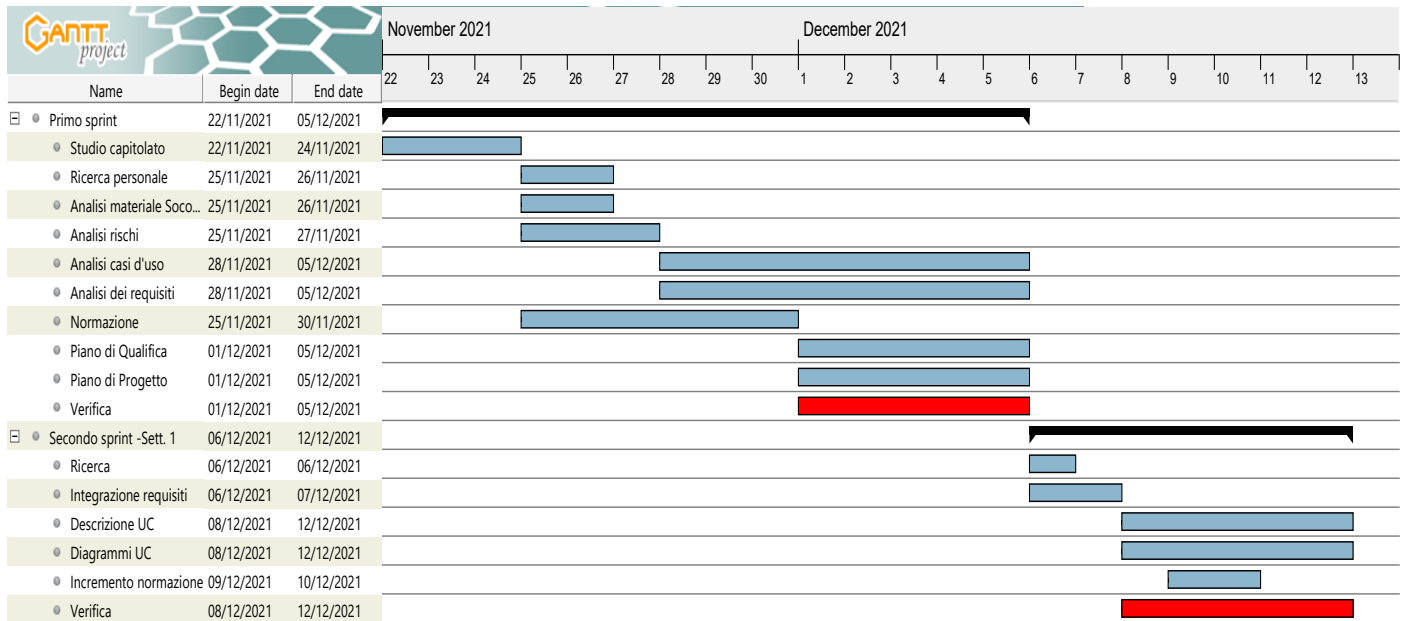 GANTT
project
November 2021
December 2021
22 23 24 25 26 27 28 29 30 1 2 3 4 5 6 7 8 9 10 11 12 13
Name Begin date End date
Primo sprint 22/11/2021 05/12/2021
Studio capitolato 22/11/2021 24/11/2021
Ricerca personale 25/11/2021 26/11/2021
Analisi materiale Soco... 25/11/2021 26/11/2021
Analisi rischi 25/11/2021 27/11/2021
Analisi casi d'uso 28/11/2021 05/12/2021
Analisi dei requisiti 28/11/2021 05/12/2021
Normazione 25/11/2021 30/11/2021
Piano di Qualifica 01/12/2021 05/12/2021
Piano di Progetto 01/12/2021 05/12/2021
Verifica 01/12/2021 05/12/2021
Secondo sprint -Sett. 1 06/12/2021 12/12/2021
Ricerca 06/12/2021 06/12/2021
Integrazione requisiti 06/12/2021 07/12/2021
Descrizione UC 08/12/2021 12/12/2021
Diagrammi UC 08/12/2021 12/12/2021
Incremento normazione 09/12/2021 10/12/2021
Verifica 08/12/2021 12/12/2021